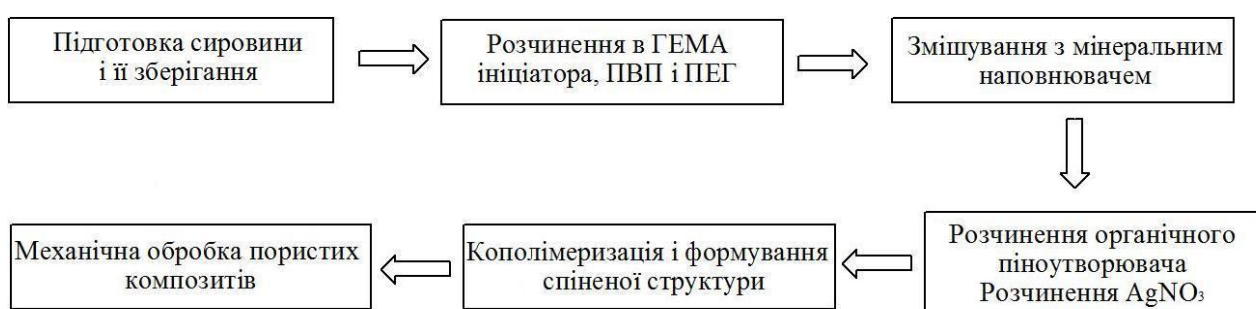 Підготовка сировини
і її зберігання
Розчинення в ГЕМА
ініціатора, ПВП і ПЕГ
Змішування з мінеральним
наповнювачем
Розчинення органічного
піноутворювача
Розчинення AgNO₃
Кополімеризація і формування
спіненої структури
Механічна обробка пористих
композитів